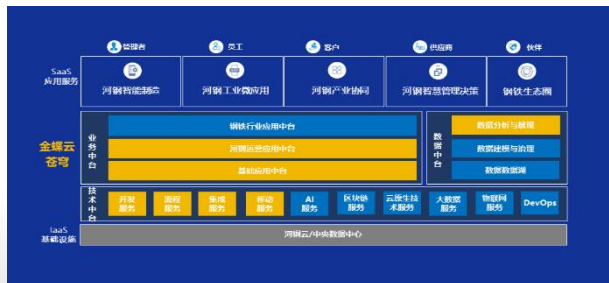 管理者 员工 客户 供应商 伙伴
SaaS
应用服务
河钢智能制造 河钢工业微应用 河钢产业协同 河钢智慧管理决策 钢铁生态圈
金蝶云
苍穹
业务中台
钢铁行业应用中台
河钢运营应用中台
基础应用中台
数据中台
数据分析与展现
数据建模与治理
数据数据湖
技术中台
开发
服务
流程
服务
集成
服务
移动
服务
AI
服务
区块链
服务
云原生技
术服务
大数据
服务
物联网
服务
DevOps
IaaS
基础设施
河钢云/中央数据中心